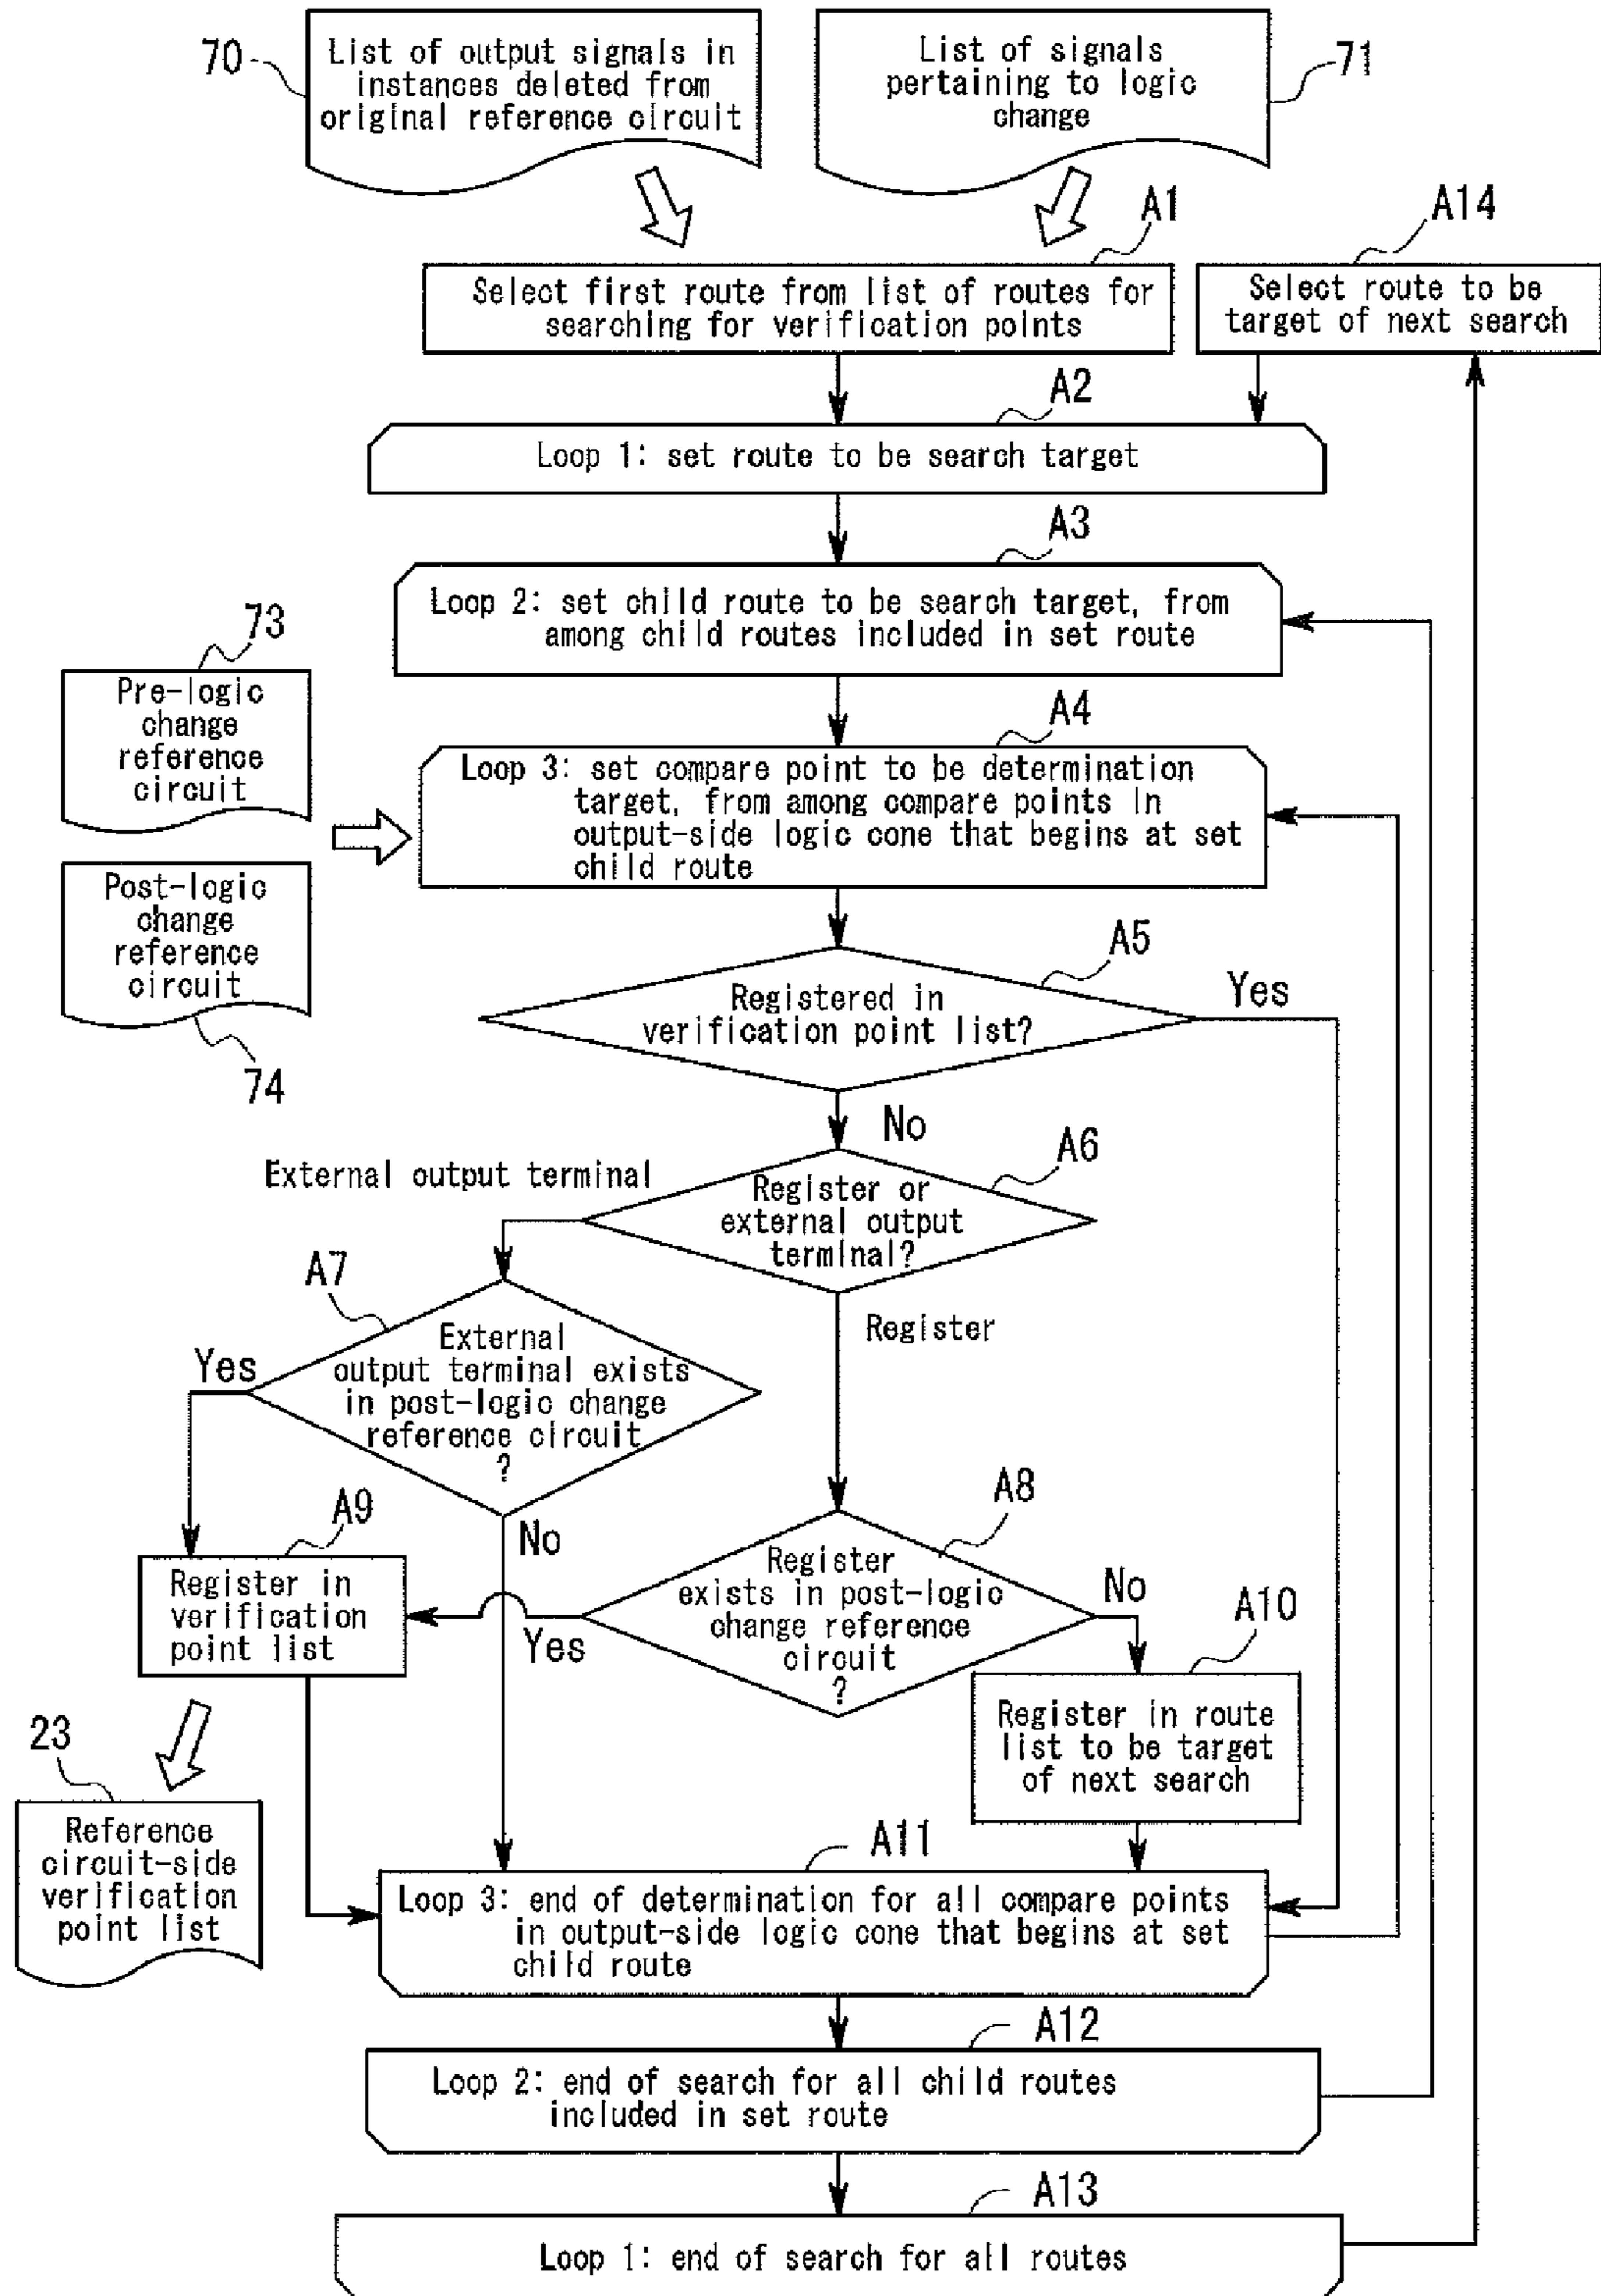 70
List of output signals in
instances deleted from
original reference circuit
List of signals
pertaining to logic
change
71
A1
A14
Select first route from list of routes for
searching for verification points
Select route to be
target of next search
A2
Loop 1: set route to be search target
A3
Loop 2: set child route to be search target, from
among child routes included in set route
73
Pre-logic
change
reference
circuit
A4
Loop 3: set compare point to be determination
target, from among compare points in
output-side logic cone that begins at set
child route
Post-logic
change
reference
circuit
74
A5
Registered in
verification point list?
Yes
No
A6
External output terminal
Register or
external output
terminal?
A7
Register
External
output terminal exists
in post-logic change
reference circuit
?
Yes
No
A8
Register
exists in post-logic
change reference
circuit
?
No
Yes
A9
Register in
verification
point list
A10
Register in route
list to be target
of next search
23
Reference
circuit-side
verification
point list
A11
Loop 3: end of determination for all compare points
in output-side logic cone that begins at set
child route
A12
Loop 2: end of search for all child routes
included in set route
A13
Loop 1: end of search for all routes